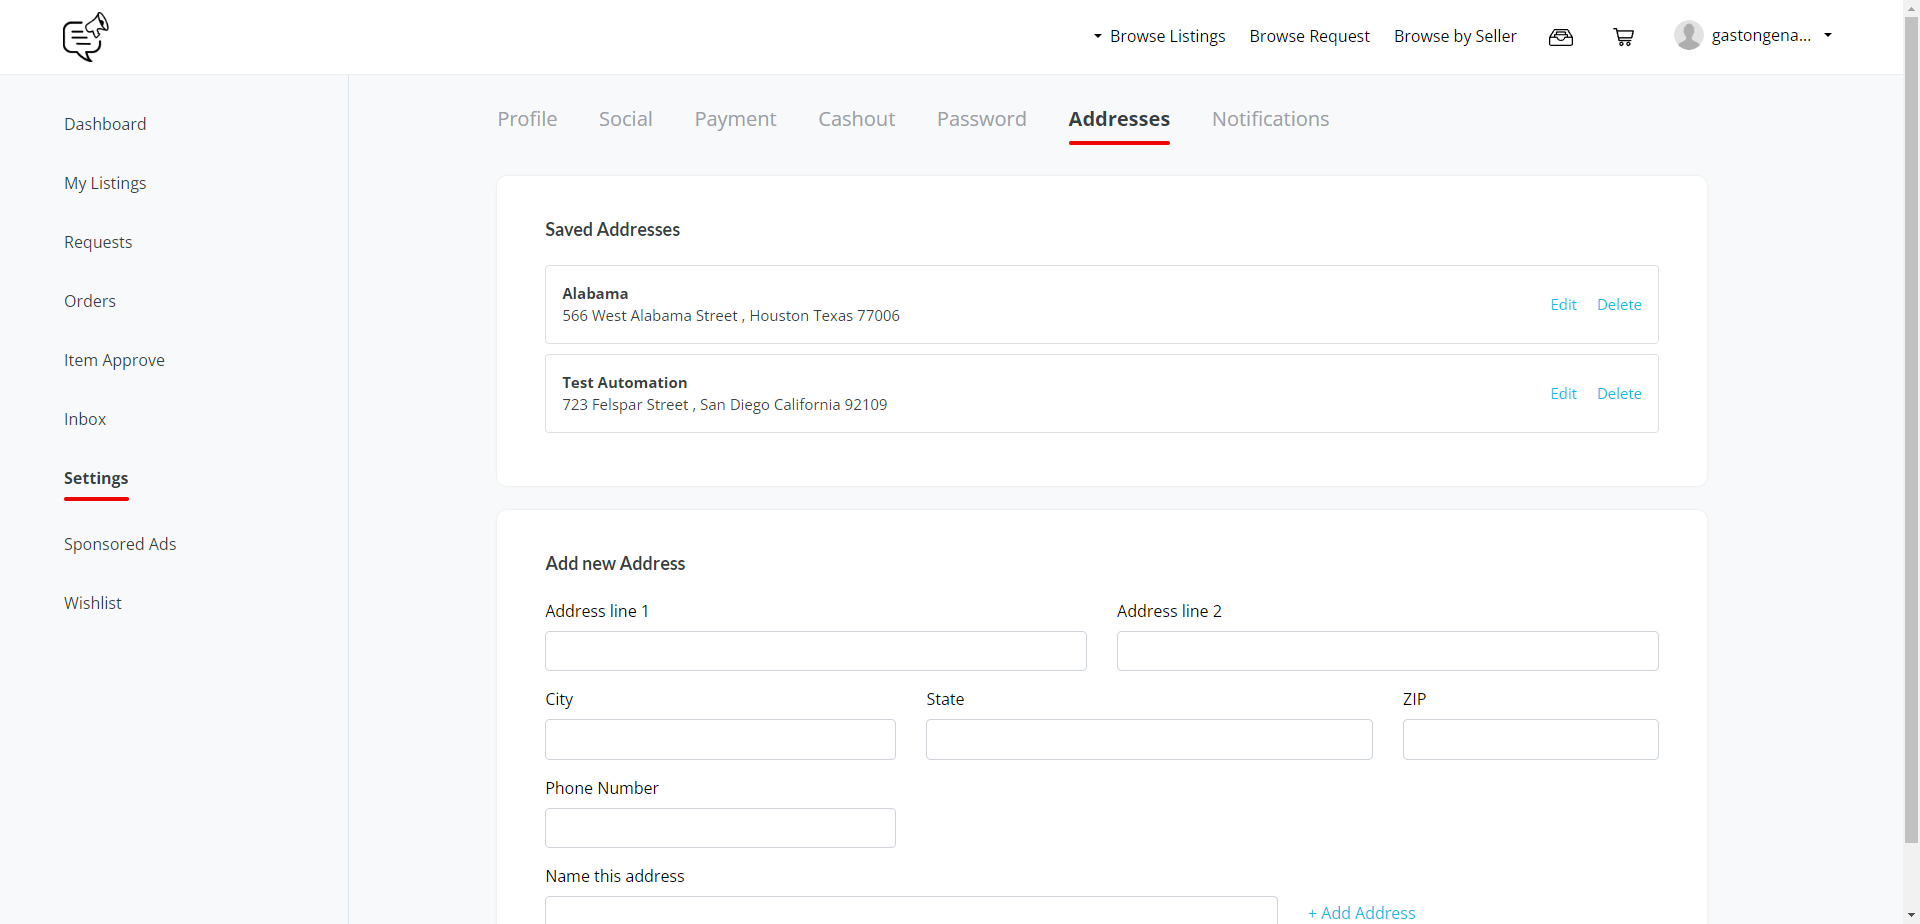 Browse Listings Browse Request Browse by Seller gastongena...
Dashboard
My Listings
Requests
Orders
Item Approve
Inbox
Settings
Sponsored Ads
Wishlist
Profile Social Payment Cashout Password Addresses Notifications
Saved Addresses
Alabama
566 West Alabama Street , Houston Texas 77006
Edit Delete
Test Automation
723 Felspar Street , San Diego California 92109
Edit Delete
Add new Address
Address line 1 Address line 2
City State ZIP
Phone Number
Name this address
+ Add Address